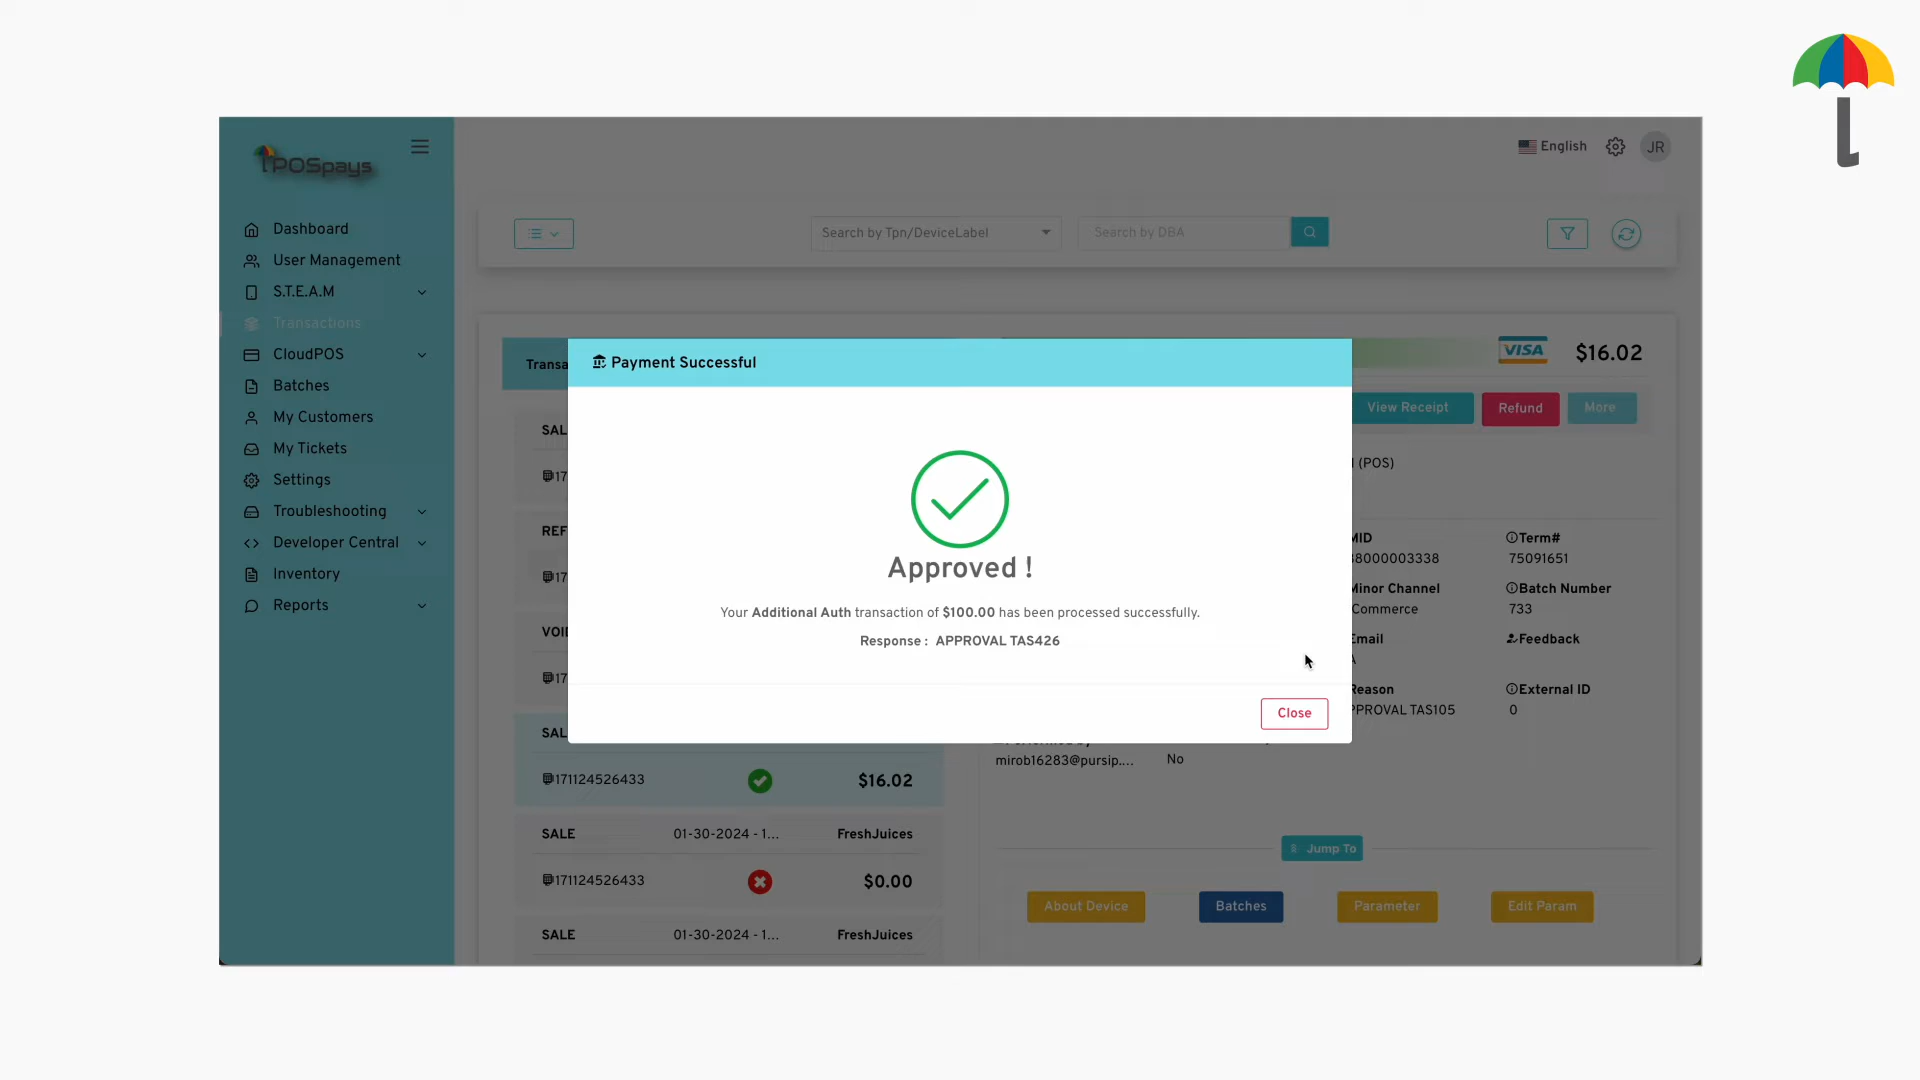 POSpays
English
JR
Dashboard
User Management
S.T.E.A.M
Transactions
CloudPOS
Batches
My Customers
My Tickets
Settings
Troubleshooting
Developer Central
Inventory
Reports
Search by Tpn/DeviceLabel
Search by DBA
Transa
VISA
$16.02
View Receipt
Refund
More
Payment Successful
Approved !
Your Additional Auth transaction of $100.00 has been processed successfully.
Response : APPROVAL TAS426
Close
SAL
17
REF
17
VOI
17
SAL
171124526433
$16.02
SALE
01-30-2024 - 1...
FreshJuices
171124526433
$0.00
SALE
01-30-2024 - 1...
FreshJuices
(POS)
MID
Term#
8000003338
75091651
Minor Channel
Batch Number
Commerce
733
Email
Feedback
A
Reason
External ID
PPROVAL TAS105
0
mirob16283@pursip....
No
Jump To
About Device
Batches
Parameter
Edit Param